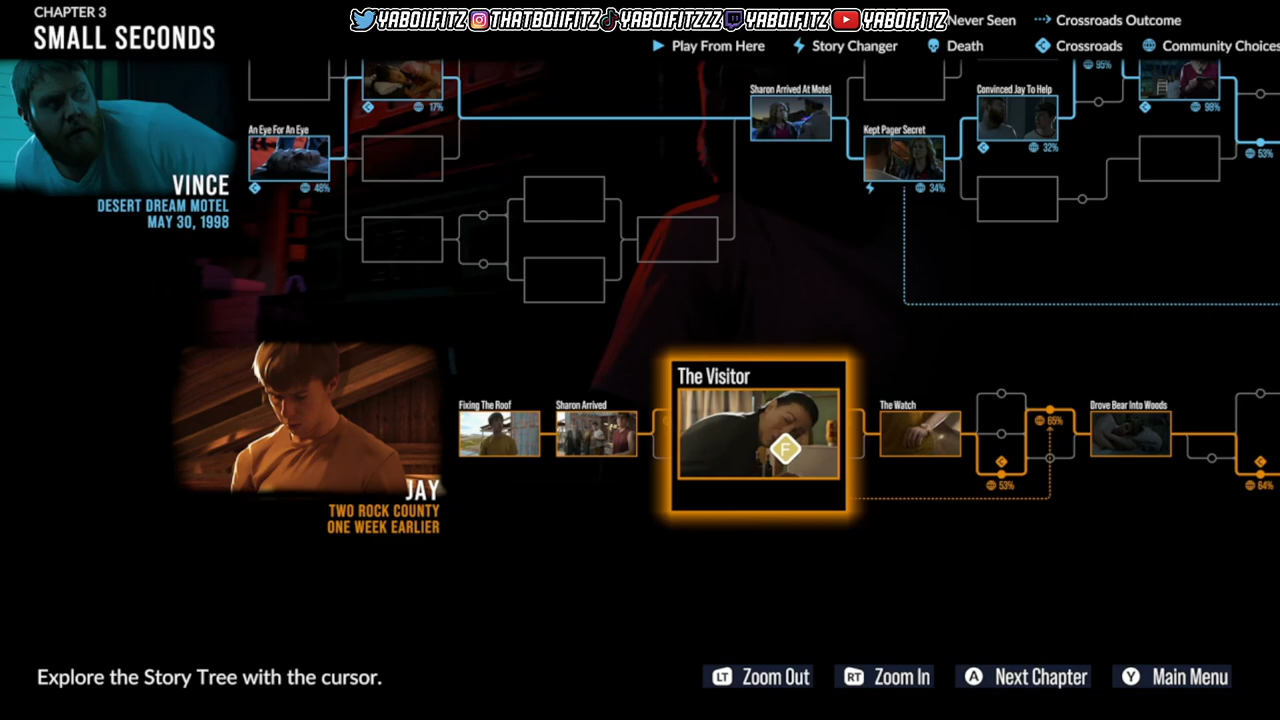 CHAPTER 3
SMALL SECONDS
YABOIIFITZ THATBOIIFITZ YABOIFITZZZ YABOIFITZ YABOIFITZ
Never Seen Crossroads Outcome
Play From Here Story Changer Death Crossroads Community Choices
95%
Sharon Arrived At Motel
Convinced Jay To Help
17%
98%
An Eye For An Eye
Kept Pager Secret
32%
53%
48%
34%
VINCE
DESERT DREAM MOTEL
MAY 30, 1998
The Visitor
Fixing The Roof
Sharon Arrived
The Watch
Drove Bear Into Woods
65%
F
53%
64%
JAY
TWO ROCK COUNTY
ONE WEEK EARLIER
Explore the Story Tree with the cursor.
LT Zoom Out RT Zoom In A Next Chapter Y Main Menu